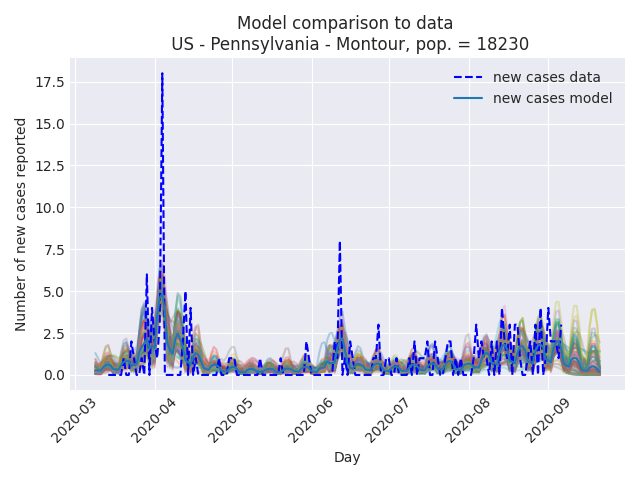 Model comparison to data
US - Pennsylvania - Montour, pop. = 18230
new cases data
new cases model
17.5
15.0
12.5
10.0
7.5
5.0
2.5
0.0
Number of new cases reported
2020-03
2020-04
2020-05
2020-06
2020-07
2020-08
2020-09
Day